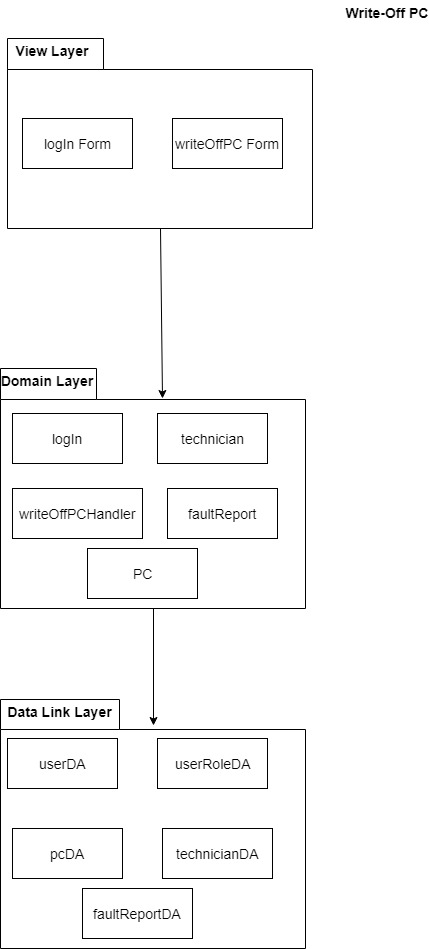 Write-Off PC
View Layer
logIn Form
writeOffPC Form
Domain Layer
logIn
technician
writeOffPCHandler
faultReport
PC
Data Link Layer
userDA
userRoleDA
pcDA
technicianDA
faultReportDA